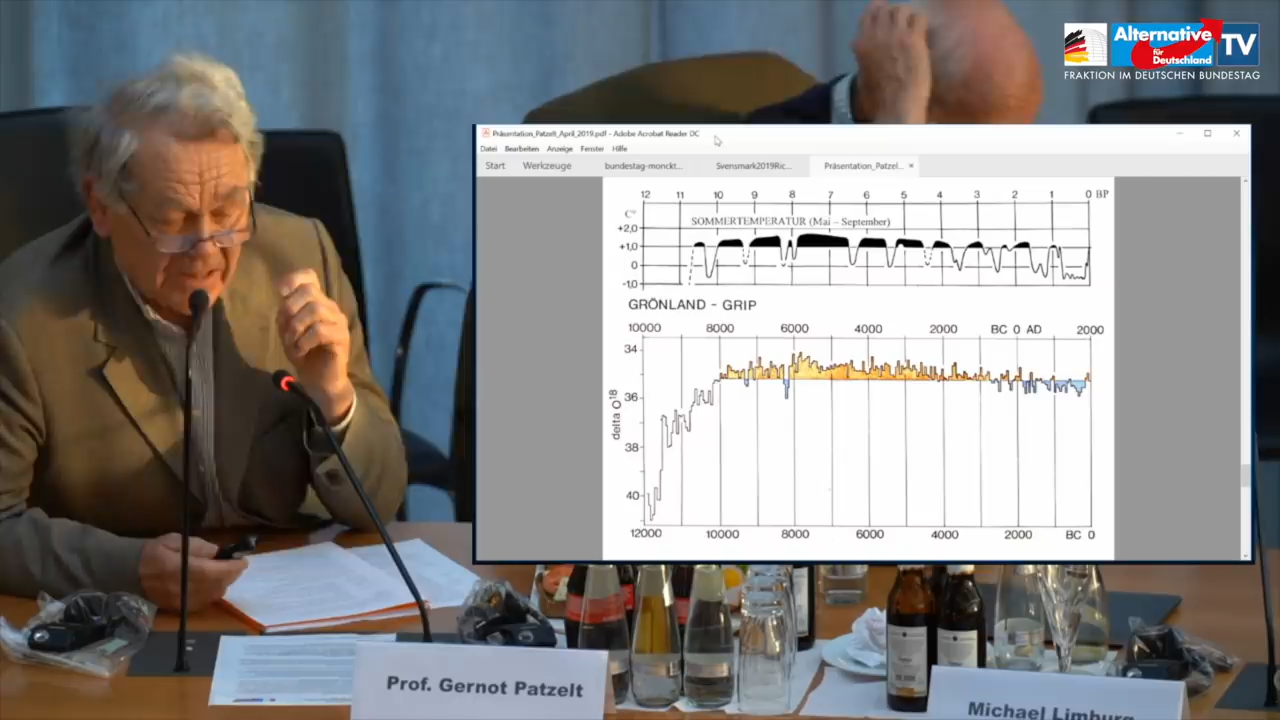 Alternative
für
Deutschland
TV
FRAKTION IM DEUTSCHEN BUNDESTAG
Präsentation_Patzelt_April_2019.pdf - Adobe Acrobat Reader DC
Datei Bearbeiten Anzeige Fenster Hilfe
Start Werkzeuge bundestag-monckt... Svensmark2019Ric... Präsentation_Patzel... ×
12 11 10 9 8 7 6 5 4 3 2 1 0 BP
C°
SOMMERTEMPERATUR (Mai – September)
+2,0
+1,0
0
-1,0
GRÖNLAND - GRIP
10000 8000 6000 4000 2000 BC 0 AD 2000
34
36
38
40
delta O18
12000 10000 8000 6000 4000 2000 BC 0
Prof. Gernot Patzelt
Michael Limburg